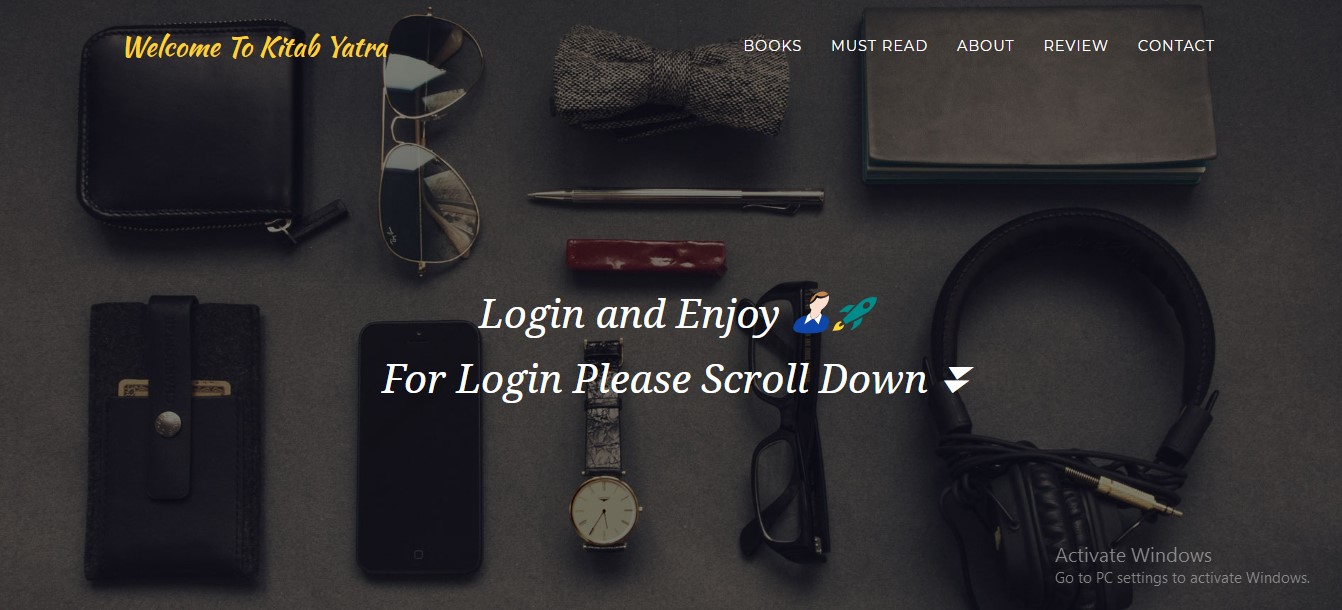 Welcome To Kitab Yatra
BOOKS MUST READ ABOUT REVIEW CONTACT
Login and Enjoy
For Login Please Scroll Down
Activate Windows
Go to PC settings to activate Windows.